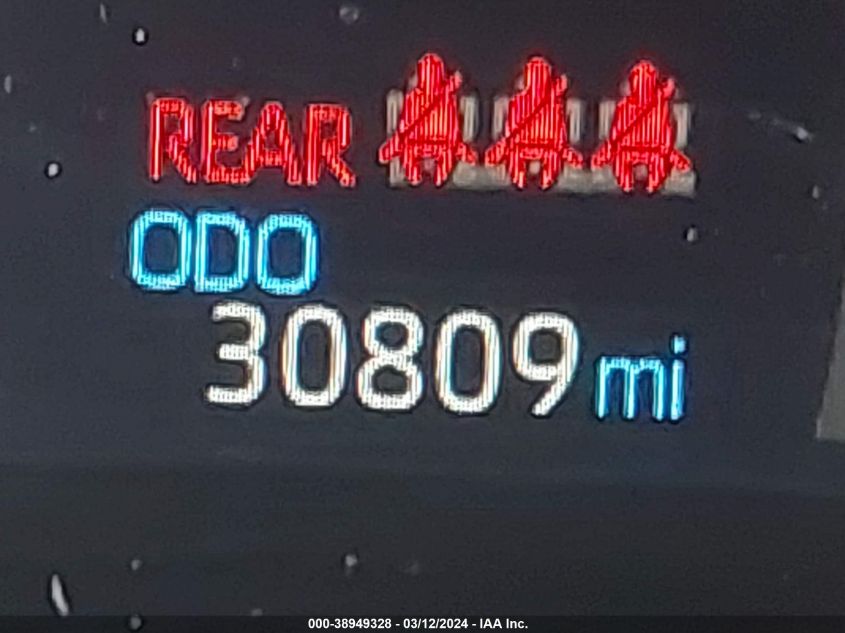 REAR
ODO
30809 mi
000-38949328 - 03/12/2024 - IAA Inc.